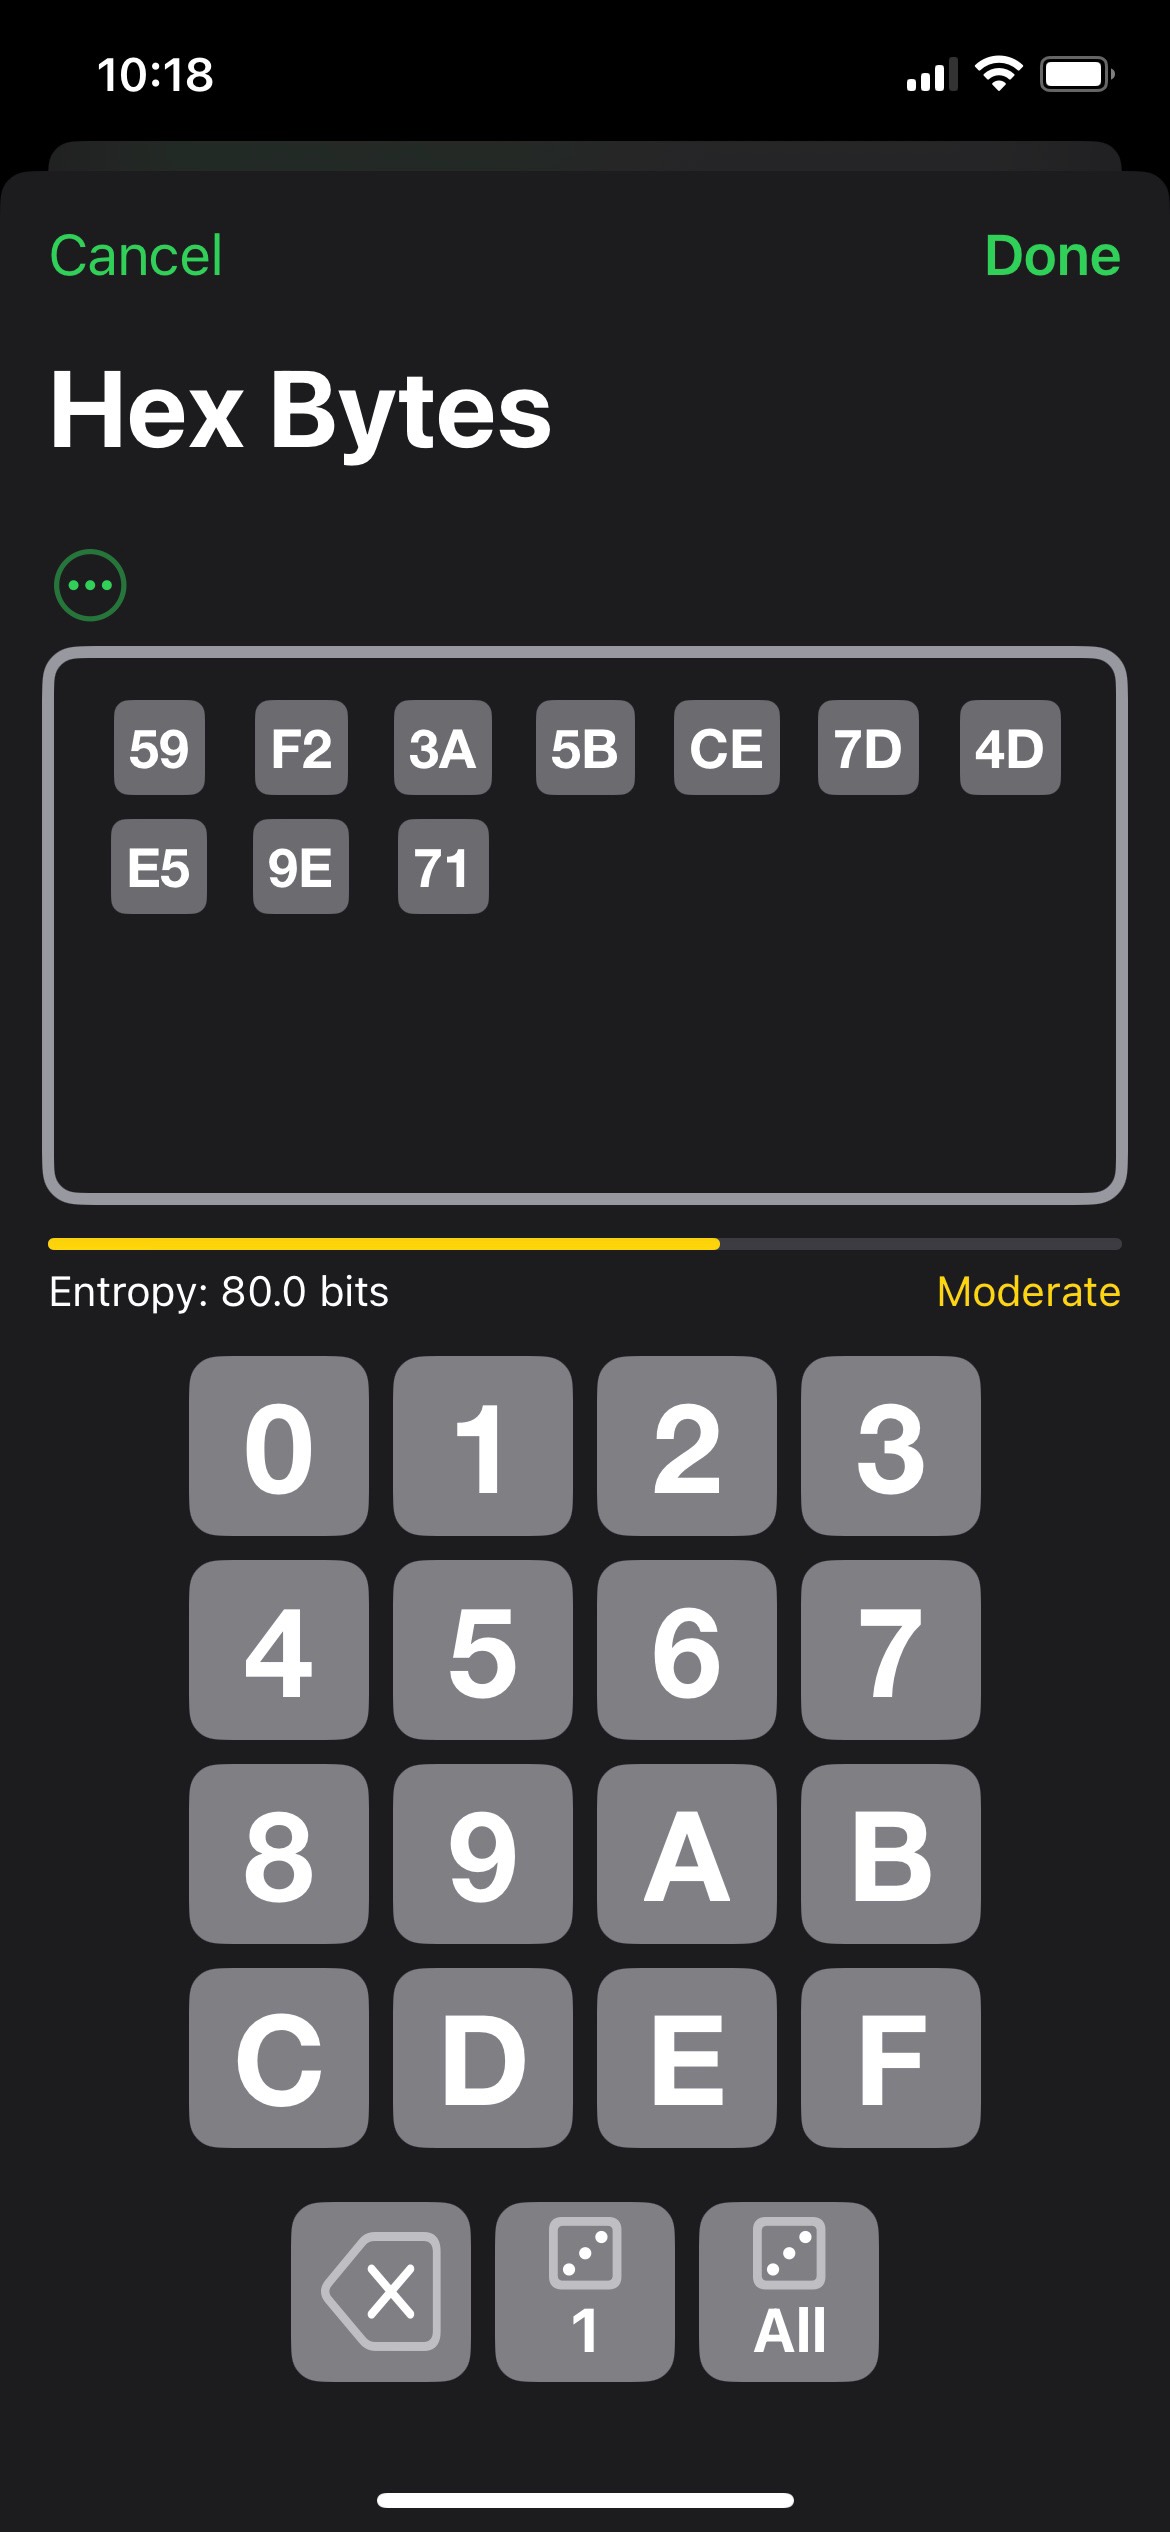 10:18
Cancel Done
Hex Bytes
59 F2 3A 5B CE 7D 4D
E5 9E 71
Entropy: 80.0 bits Moderate
0 1 2 3
4 5 6 7
8 9 A B
C D E F
1 All